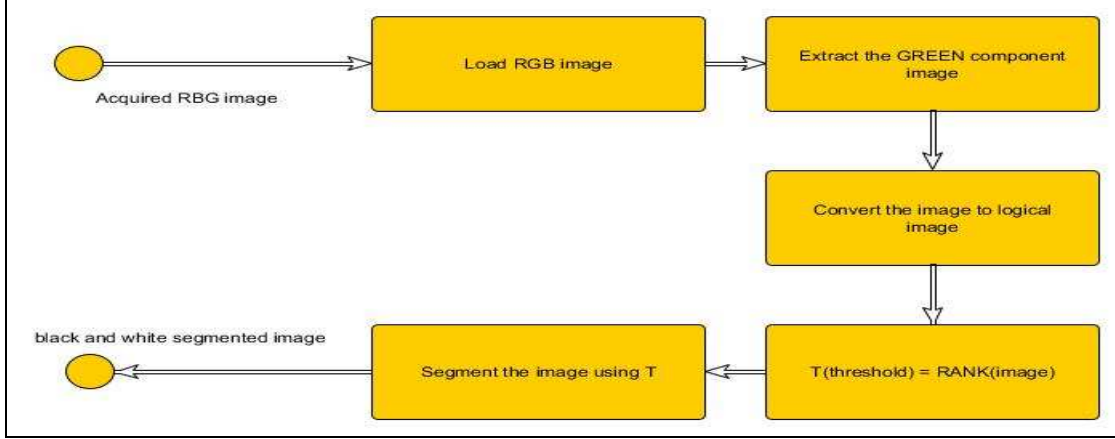 Acquired RBG image
Load RGB image
Extract the GREEN component
image
Convert the image to logical
image
T(threshold) = RANK(image)
Segment the image using T
black and white segmented image